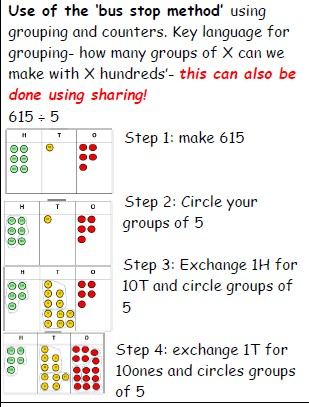 Use of the 'bus stop method' using
grouping and counters. Key language for
grouping- how many groups of X can we
make with X hundreds'- this can also be
done using sharing!
615 ÷ 5
H T O
Step 1: make 615
H T O
Step 2: Circle your
groups of 5
H T O
Step 3: Exchange 1H for
10T and circle groups of
5
H T O
Step 4: exchange 1T for
10ones and circles groups
of 5